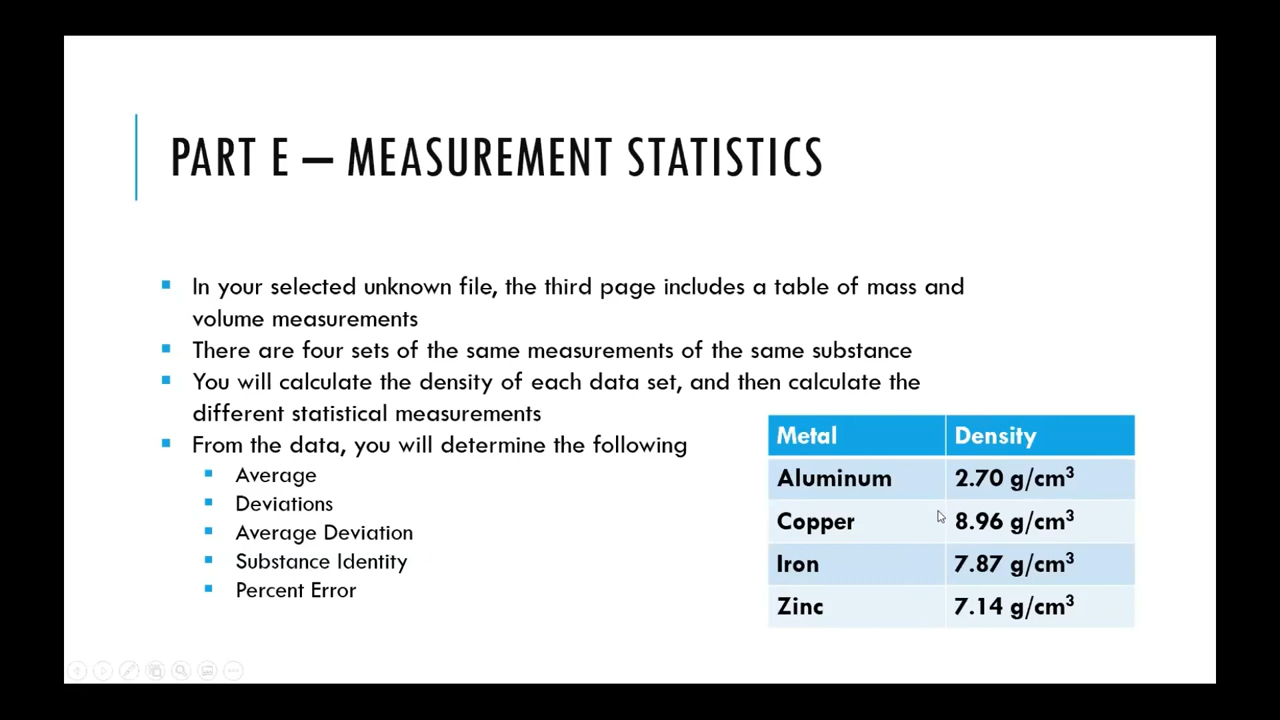 PART E – MEASUREMENT STATISTICS
In your selected unknown file, the third page includes a table of mass and
volume measurements
There are four sets of the same measurements of the same substance
You will calculate the density of each data set, and then calculate the
different statistical measurements
From the data, you will determine the following
Average
Deviations
Average Deviation
Substance Identity
Percent Error
Metal Density
Aluminum 2.70 g/cm³
Copper 8.96 g/cm³
Iron 7.87 g/cm³
Zinc 7.14 g/cm³